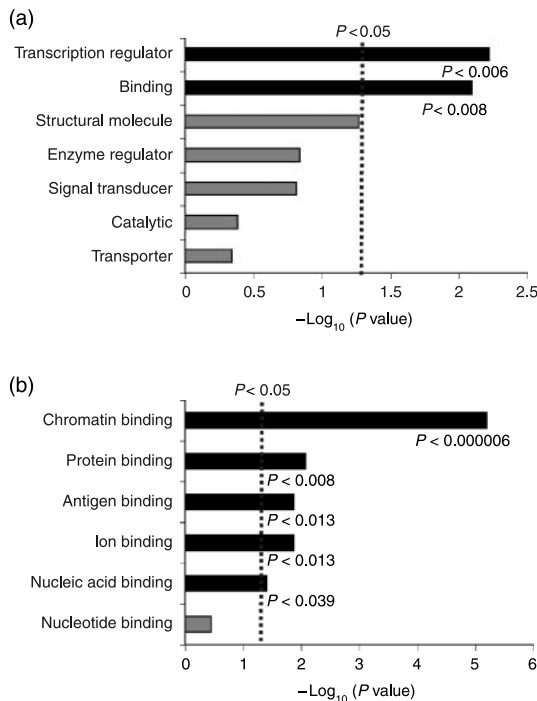 (a)
P<0.05
Transcription regulator
P < 0.006
Binding
P < 0.008
Structural molecule
Enzyme regulator
Signal transducer
Catalytic
Transporter
0 0.5 1 1.5 2 2.5
–Log10 (P value)
(b)
P < 0.05
Chromatin binding
P < 0.000006
Protein binding
P < 0.008
Antigen binding
P < 0.013
Ion binding
P < 0.013
Nucleic acid binding
P < 0.039
Nucleotide binding
0 1 2 3 4 5 6
–Log10 (P value)